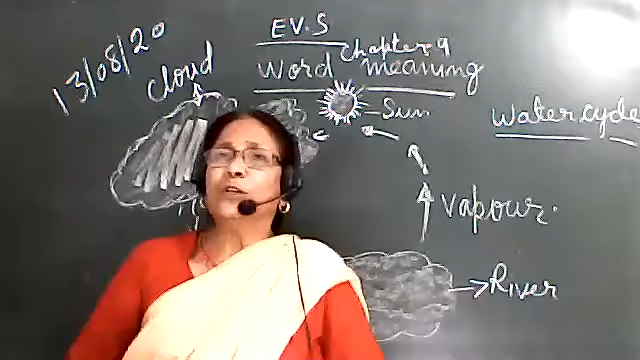 13/08/20
EV.S
Chapter 9
Word meaning
cloud
Sun
Water cycle
Vapour
River